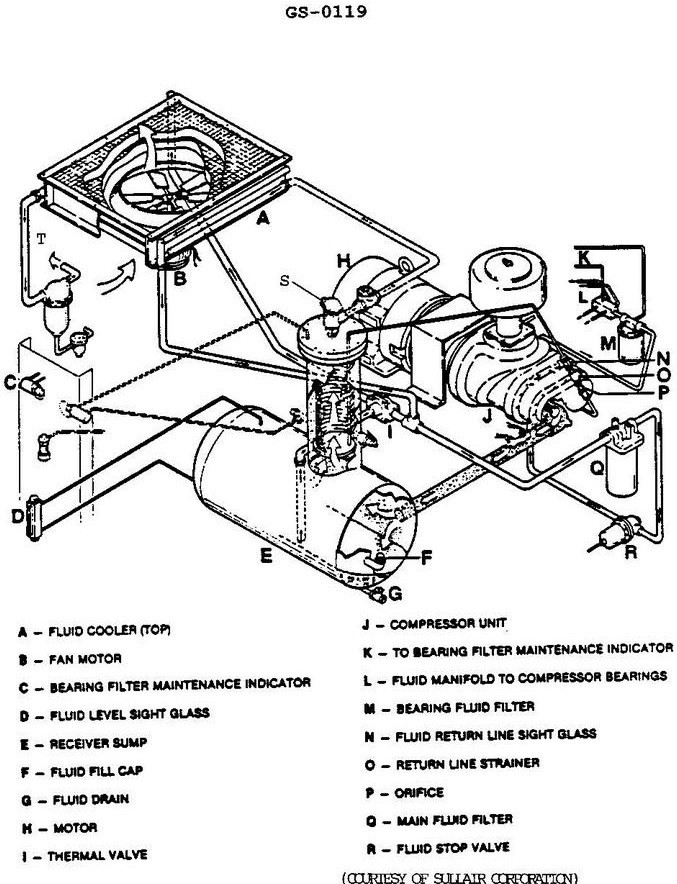 GS-0119
A
T
B
H
S
K
L
M
N
O
P
C
J
I
Q
D
E
F
R
G
A – FLUID COOLER (TOP)
B – FAN MOTOR
C – BEARING FILTER MAINTENANCE INDICATOR
D – FLUID LEVEL SIGHT GLASS
E – RECEIVER SUMP
F – FLUID FILL CAP
G – FLUID DRAIN
H – MOTOR
I – THERMAL VALVE
J – COMPRESSOR UNIT
K – TO BEARING FILTER MAINTENANCE INDICATOR
L – FLUID MANIFOLD TO COMPRESSOR BEARINGS
M – BEARING FLUID FILTER
N – FLUID RETURN LINE SIGHT GLASS
O – RETURN LINE STRAINER
P – ORIFICE
Q – MAIN FLUID FILTER
R – FLUID STOP VALVE
(COURIESY OF SULLAIR CORFORATION)